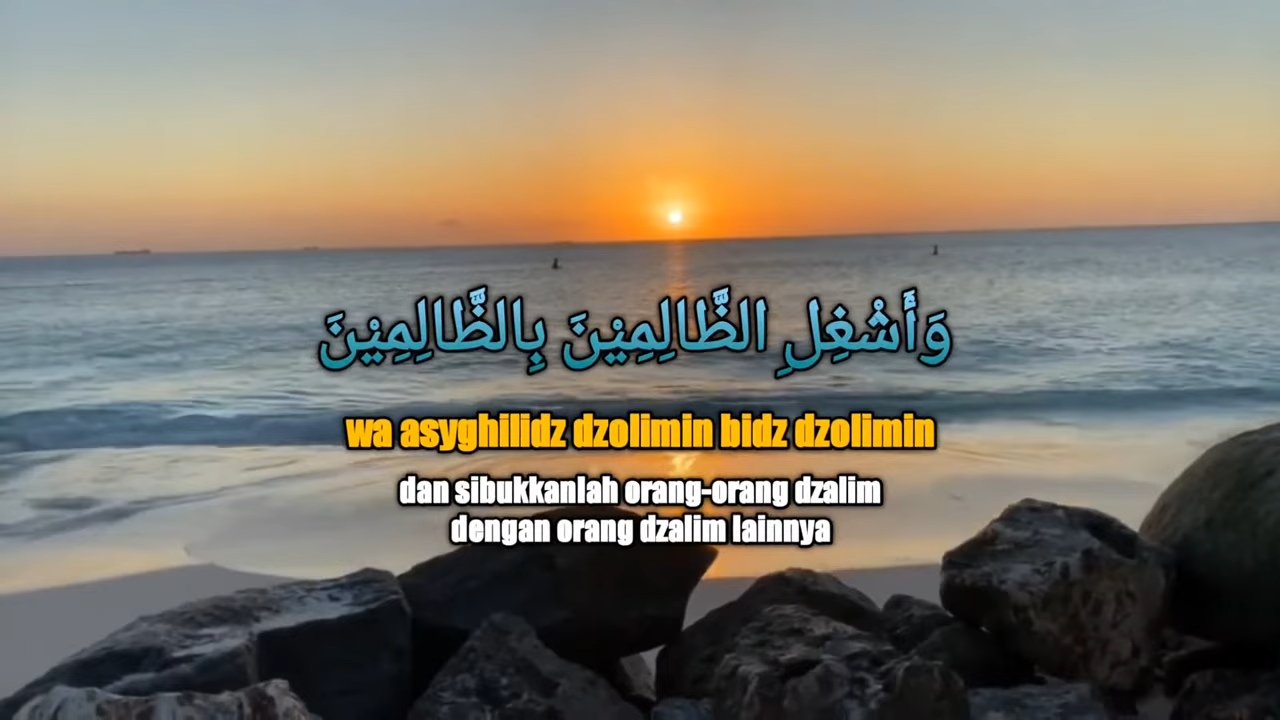 وَأَشْغِلِ الظَّالِمِيْنَ بِالظَّالِمِيْنَ
wa asyghilidz dzolimin bidz dzolimin
dan sibukkanlah orang-orang dzalim
dengan orang dzalim lainnya